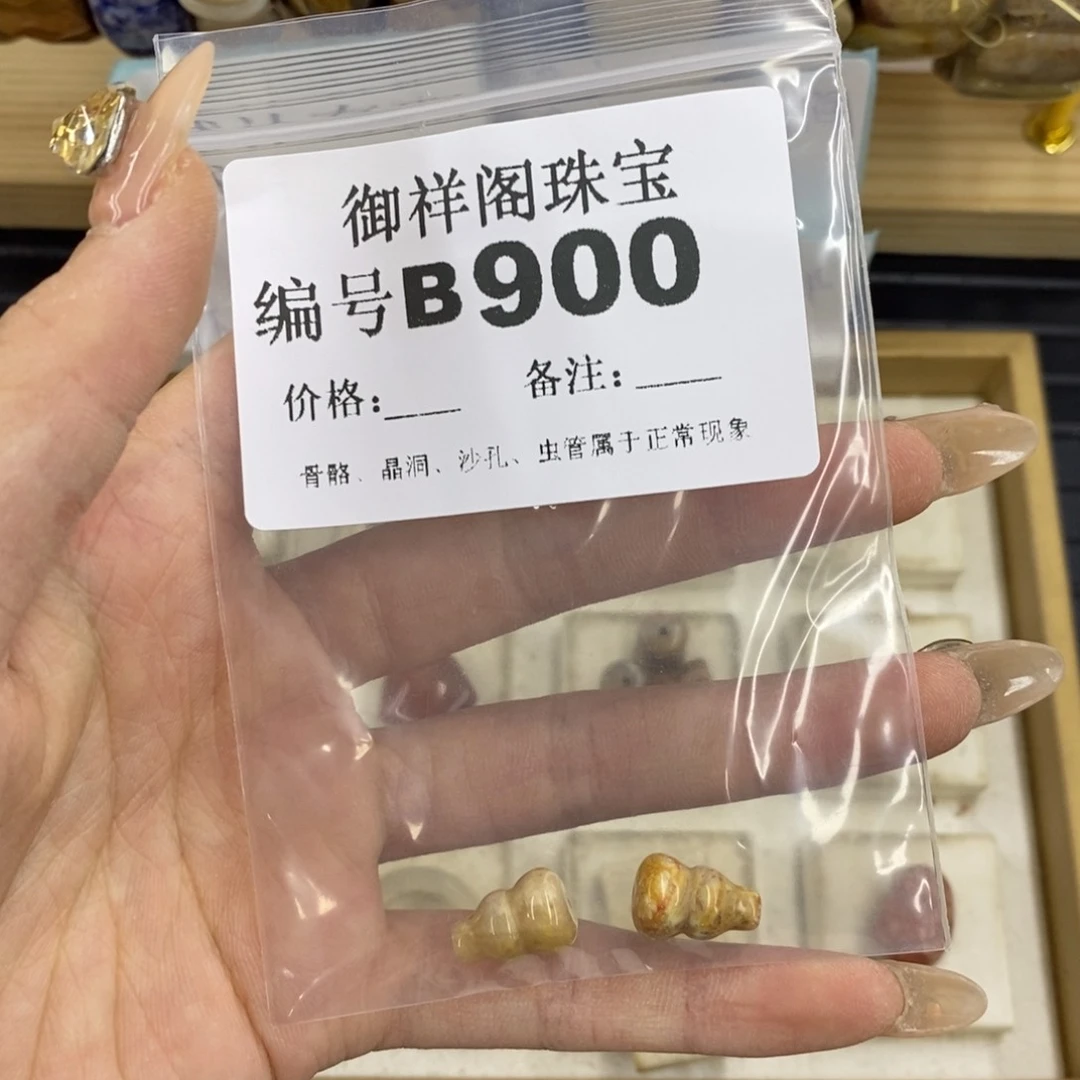 御祥阁珠宝
编号B900
价格:___ 备注:____
骨骼、晶洞、沙孔、虫管属于正常现象